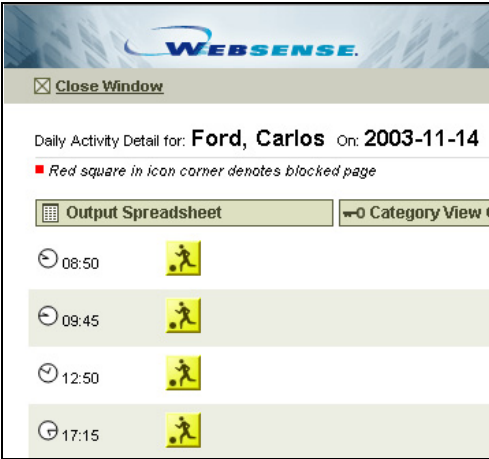 WEBSENSE.
Close Window
Daily Activity Detail for: Ford, Carlos On: 2003-11-14
Red square in icon corner denotes blocked page
Output Spreadsheet
Category View
08:50
09:45
12:50
17:15